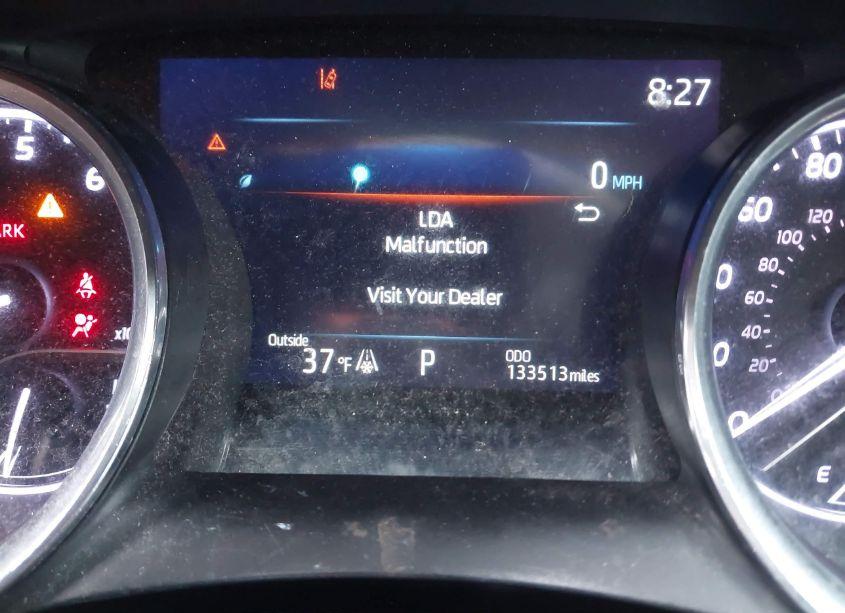 8:27
5
6
0 MPH
80
60
ARK
LDA
Malfunction
120
100
80
60
40
20
Visit Your Dealer
Outside
37 °F
P
ODO
133513 miles
0
E